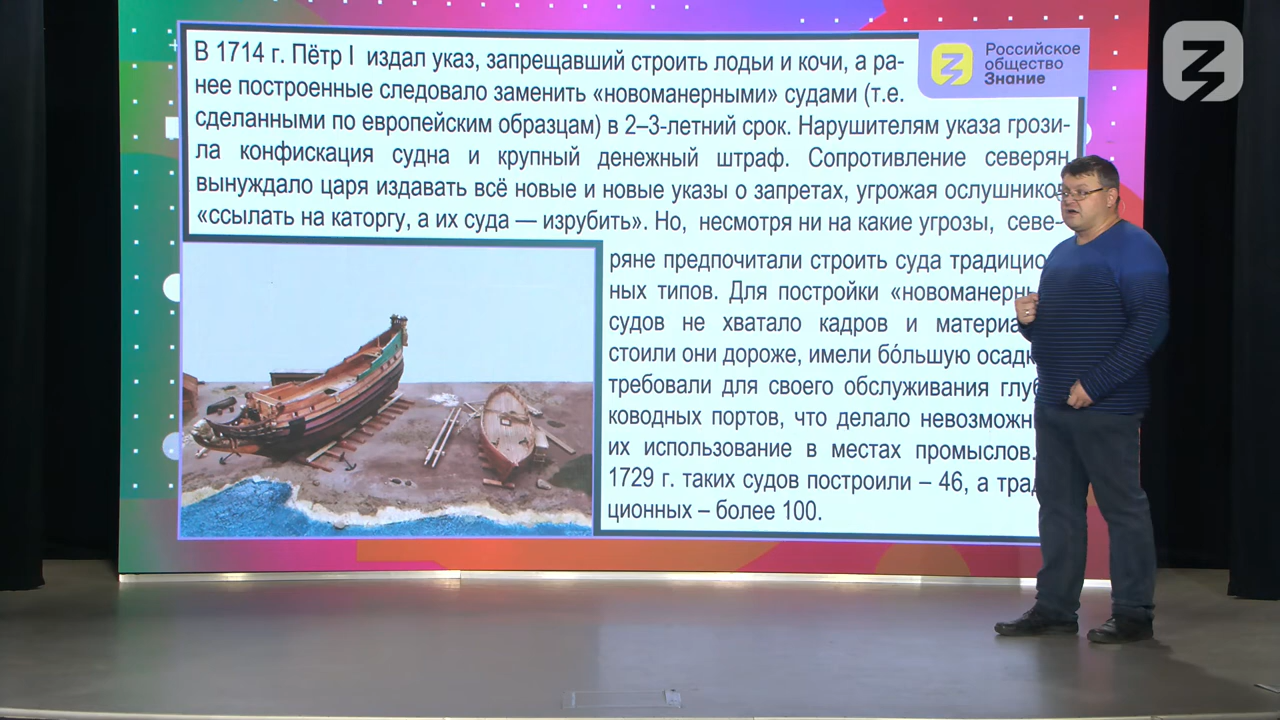 В 1714 г. Пётр I издал указ, запрещавший строить лодьи и кочи, а ра-
нее построенные следовало заменить «новоманерными» судами (т.е.
сделанными по европейским образцам) в 2–3-летний срок. Нарушителям указа грози-
ла конфискация судна и крупный денежный штраф. Сопротивление северян
вынуждало царя издавать всё новые и новые указы о запретах, угрожая ослушников
«ссылать на каторгу, а их суда — изрубить». Но, несмотря ни на какие угрозы, севе-
ряне предпочитали строить суда традицион
ных типов. Для постройки «новоманерны
судов не хватало кадров и материа
стоили они дороже, имели бо́льшую осадк
требовали для своего обслуживания глуб
ководных портов, что делало невозможн
их использование в местах промыслов.
1729 г. таких судов построили – 46, а трад
ционных – более 100.
Российское
общество
Знание